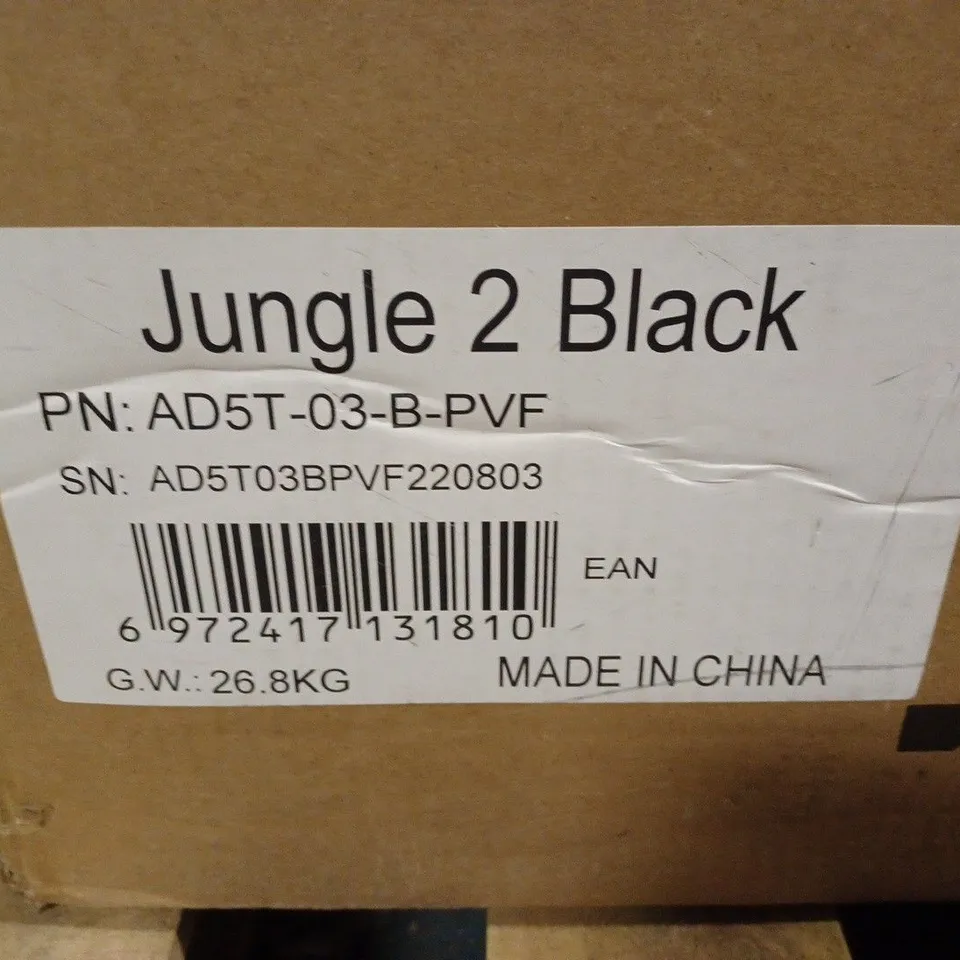 Jungle 2 Black
PN: AD5T-03-B-PVF
SN: AD5T03BPVF220803
EAN
6 972417 131810
G.W.: 26.8KG
MADE IN CHINA